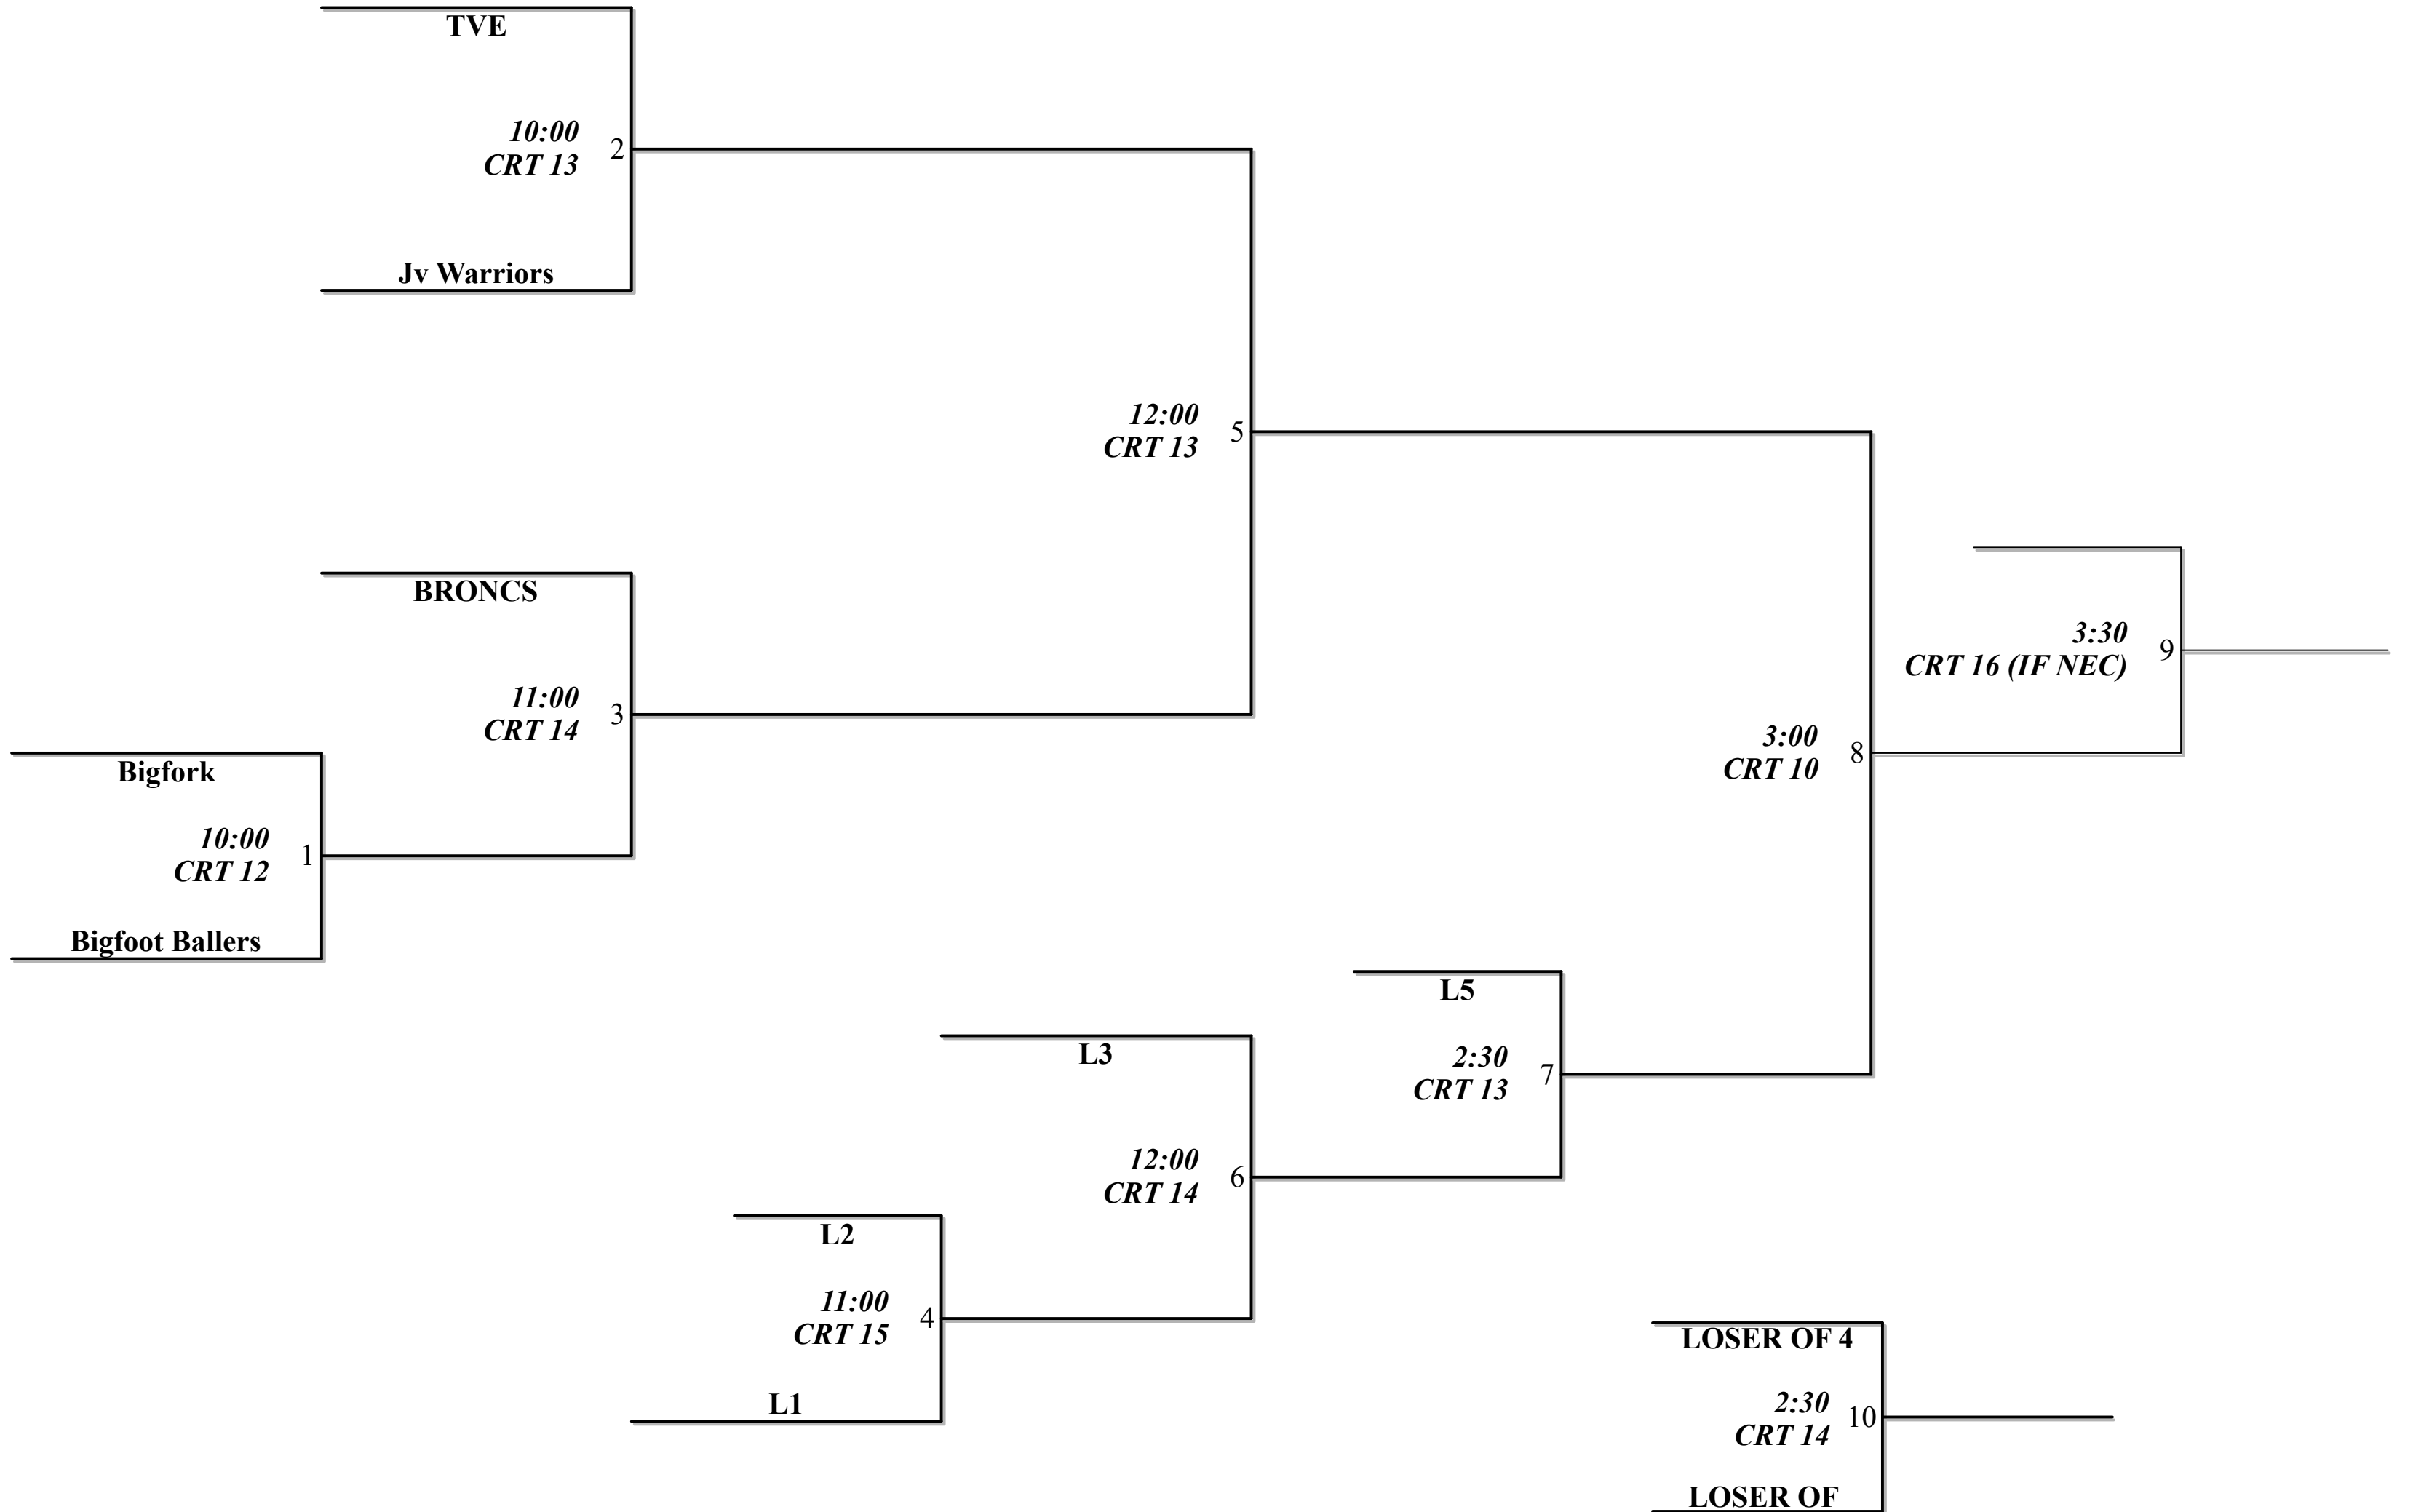 TVE
10:00
CRT 13
2
Jv Warriors
12:00
CRT 13
5
BRONCS
11:00
CRT 14
3
3:30
CRT 16 (IF NEC)
9
3:00
CRT 10
8
Bigfork
10:00
CRT 12
1
Bigfoot Ballers
L5
2:30
CRT 13
7
L3
12:00
CRT 14
6
L2
11:00
CRT 15
4
L1
LOSER OF 4
2:30
CRT 14
10
LOSER OF